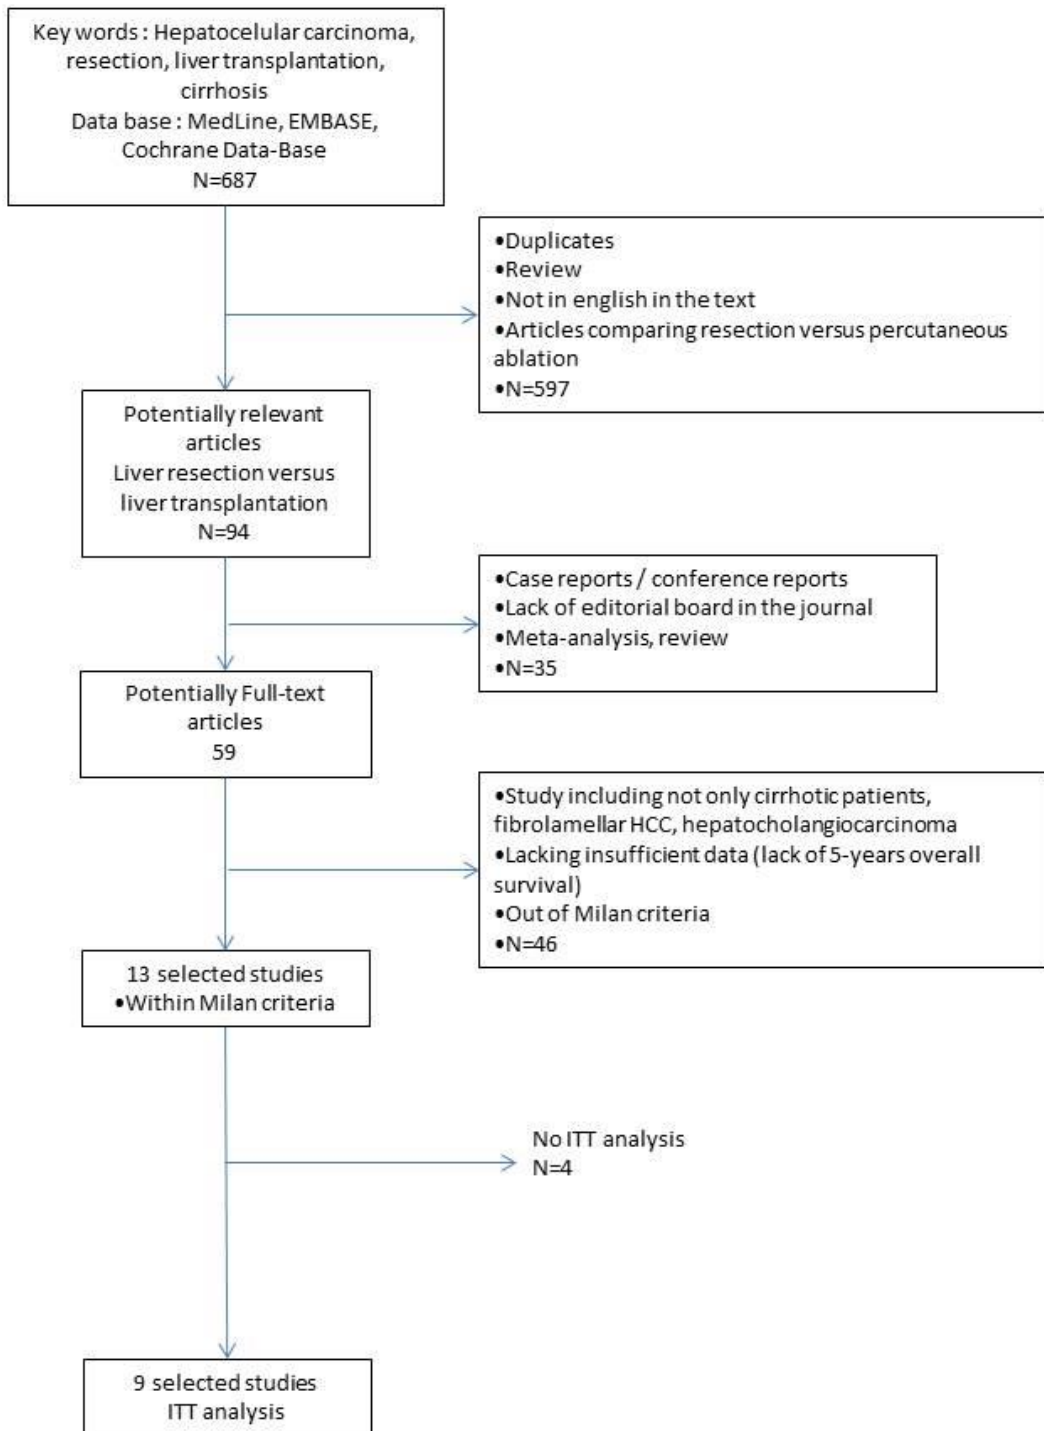 Key words : Hepatocelular carcinoma,
resection, liver transplantation,
cirrhosis
Data base : MedLine, EMBASE,
Cochrane Data-Base
N=687
•Duplicates
•Review
•Not in english in the text
•Articles comparing resection versus percutaneous
ablation
•N=597
Potentially relevant
articles
Liver resection versus
liver transplantation
N=94
•Case reports / conference reports
•Lack of editorial board in the journal
•Meta-analysis, review
•N=35
Potentially Full-text
articles
59
•Study including not only cirrhotic patients,
fibrolamellar HCC, hepatocholangiocarcinoma
•Lacking insufficient data (lack of 5-years overall
survival)
•Out of Milan criteria
•N=46
13 selected studies
•Within Milan criteria
No ITT analysis
N=4
9 selected studies
ITT analysis